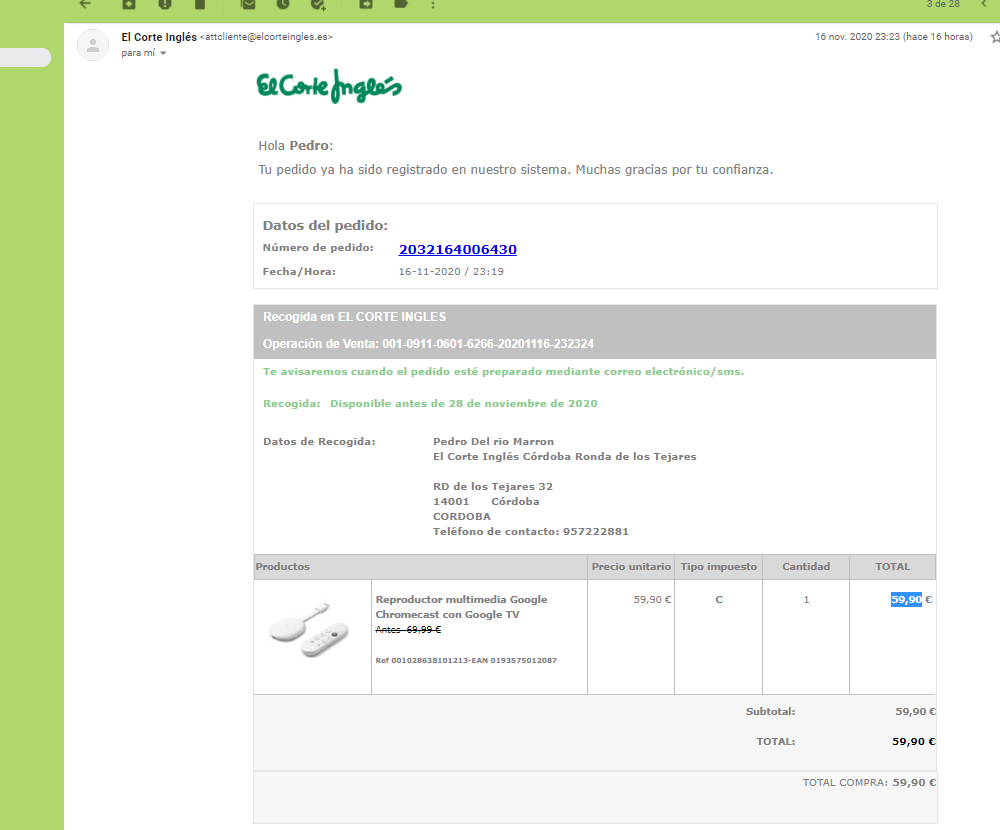 3 de 28
El Corte Inglés <attcliente@elcorteingles.es>
16 nov. 2020 23:23 (hace 16 horas)
para mí
El Corte Inglés
Hola Pedro:
Tu pedido ya ha sido registrado en nuestro sistema. Muchas gracias por tu confianza.
Datos del pedido:
Número de pedido: 2032164006430
Fecha/Hora: 16-11-2020 / 23:19
Recogida en EL CORTE INGLES
Operación de Venta: 001-0911-0601-6266-20201116-232324
Te avisaremos cuando el pedido esté preparado mediante correo electrónico/sms.
Recogida: Disponible antes de 28 de noviembre de 2020
Datos de Recogida: Pedro Del rio Marron
El Corte Inglés Córdoba Ronda de los Tejares
RD de los Tejares 32
14001 Córdoba
CORDOBA
Teléfono de contacto: 957222881
Productos Precio unitario Tipo impuesto Cantidad TOTAL
Reproductor multimedia Google 59,90 € C 1 59,90 €
Chromecast con Google TV
Antes 69,99 €
Ref 001028638101213-EAN 0193575012087
Subtotal: 59,90 €
TOTAL: 59,90 €
TOTAL COMPRA: 59,90 €